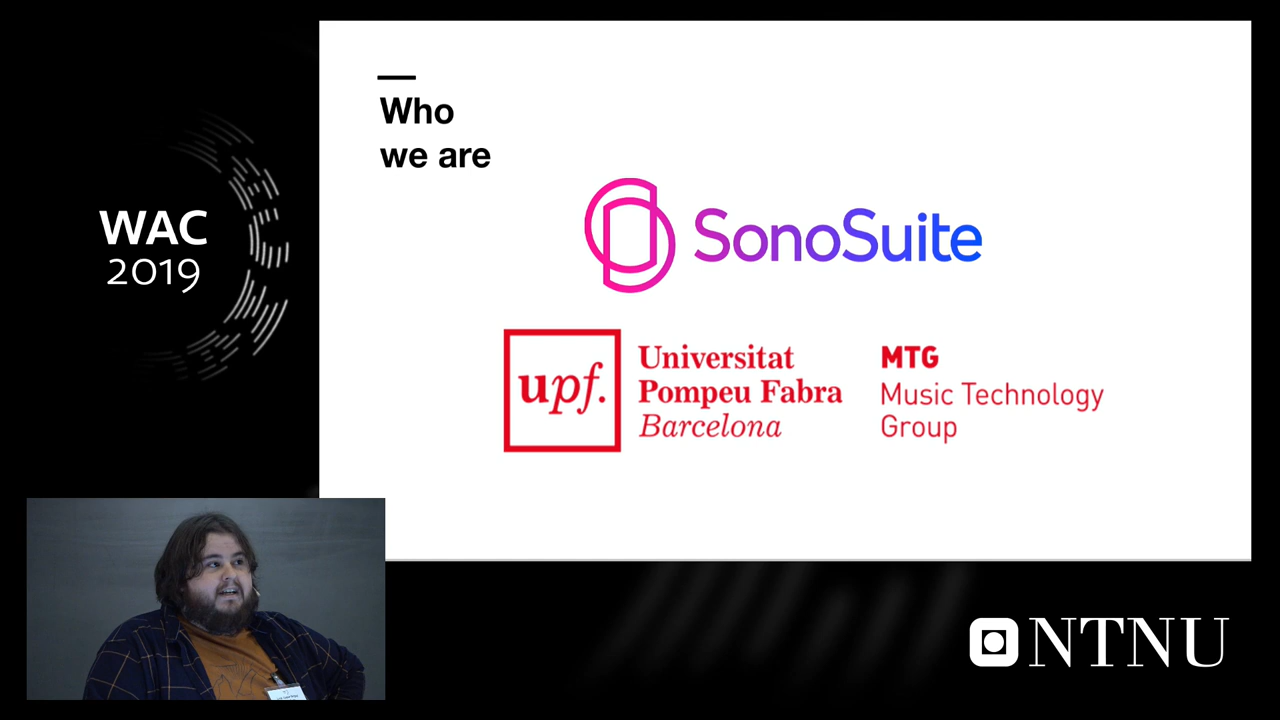 WAC
2019
Who
we are
SonoSuite
upf.
Universitat
Pompeu Fabra
Barcelona
MTG
Music Technology
Group
NTNU